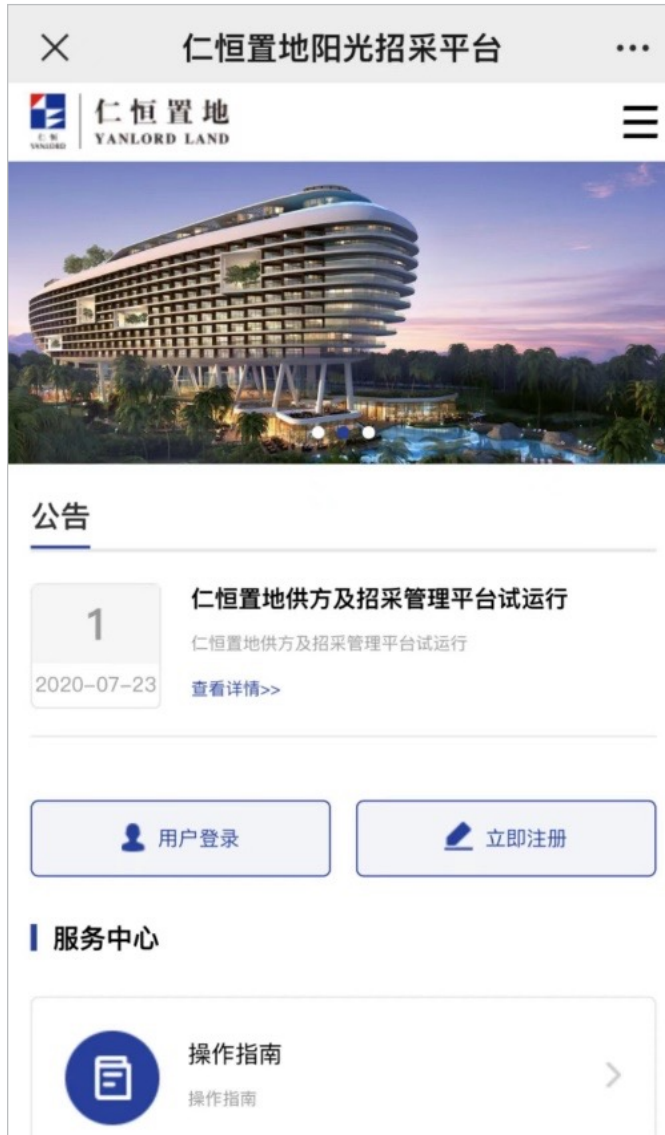 仁恒置地阳光招采平台
仁恒置地
YANLORD LAND
仁恒
YANLORD
公告
1
2020-07-23
仁恒置地供方及招采管理平台试运行
仁恒置地供方及招采管理平台试运行
查看详情>>
用户登录
立即注册
服务中心
操作指南
操作指南